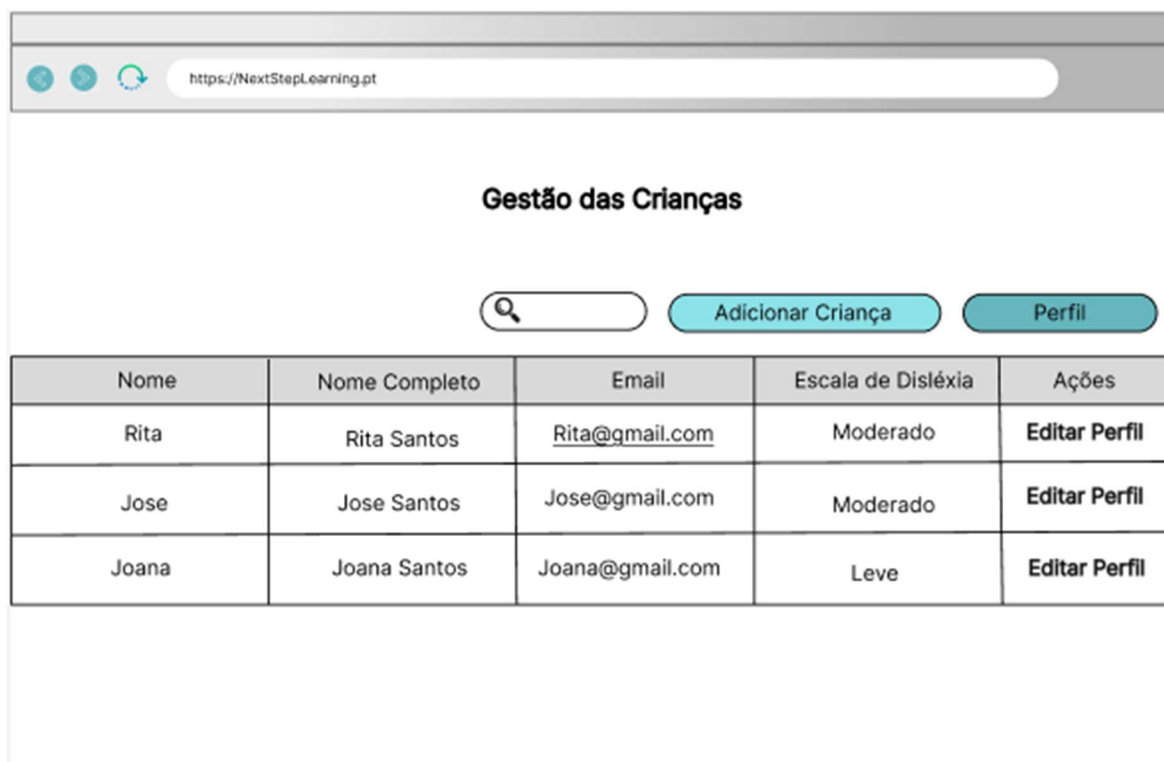 https://NextStepLearning.pt
Gestão das Crianças
Adicionar Criança Perfil
Nome Nome Completo Email Escala de Disléxia Ações
Rita Rita Santos Rita@gmail.com Moderado Editar Perfil
Jose Jose Santos Jose@gmail.com Moderado Editar Perfil
Joana Joana Santos Joana@gmail.com Leve Editar Perfil